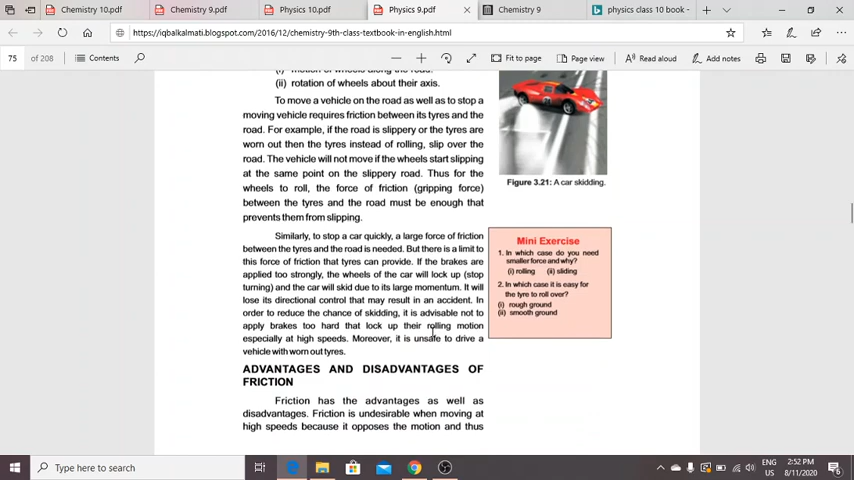 Chemistry 10.pdf
Chemistry 9.pdf
Physics 10.pdf
Physics 9.pdf
Chemistry 9
physics class 10 book -
https://iqbalkalmati.blogspot.com/2016/12/chemistry-9th-class-textbook-in-english.html
75 of 208
Contents
Fit to page
Page view
Read aloud
Add notes
(i) motion of wheels along the road.
(ii) rotation of wheels about their axis.
To move a vehicle on the road as well as to stop a
moving vehicle requires friction between its tyres and the
road. For example, if the road is slippery or the tyres are
worn out then the tyres instead of rolling, slip over the
road. The vehicle will not move if the wheels start slipping
at the same point on the slippery road. Thus for the
wheels to roll, the force of friction (gripping force)
between the tyres and the road must be enough that
prevents them from slipping.
Figure 3.21: A car skidding.
Similarly, to stop a car quickly, a large force of friction
between the tyres and the road is needed. But there is a limit to
this force of friction that tyres can provide. If the brakes are
applied too strongly, the wheels of the car will lock up (stop
turning) and the car will skid due to its large momentum. It will
lose its directional control that may result in an accident. In
order to reduce the chance of skidding, it is advisable not to
apply brakes too hard that lock up their rolling motion
especially at high speeds. Moreover, it is unsafe to drive a
vehicle with worn out tyres.
Mini Exercise
1. In which case do you need
smaller force and why?
(i) rolling (ii) sliding
2. In which case it is easy for
the tyre to roll over?
(i) rough ground
(ii) smooth ground
ADVANTAGES AND DISADVANTAGES OF
FRICTION
Friction has the advantages as well as
disadvantages. Friction is undesirable when moving at
high speeds because it opposes the motion and thus
Type here to search
ENG
US
2:52 PM
8/11/2020